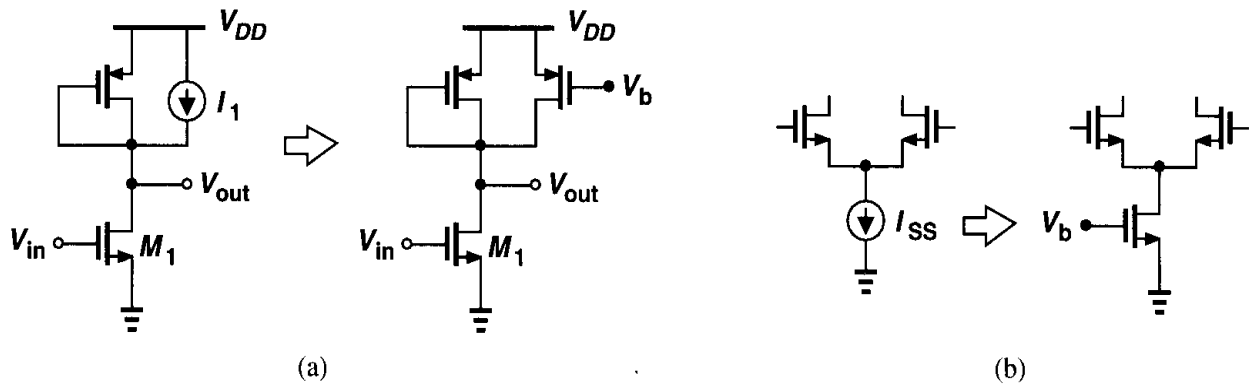 V_DD
I_1
V_out
V_in
M_1
V_DD
V_b
V_out
V_in
M_1
(a)
I_SS
V_b
(b)